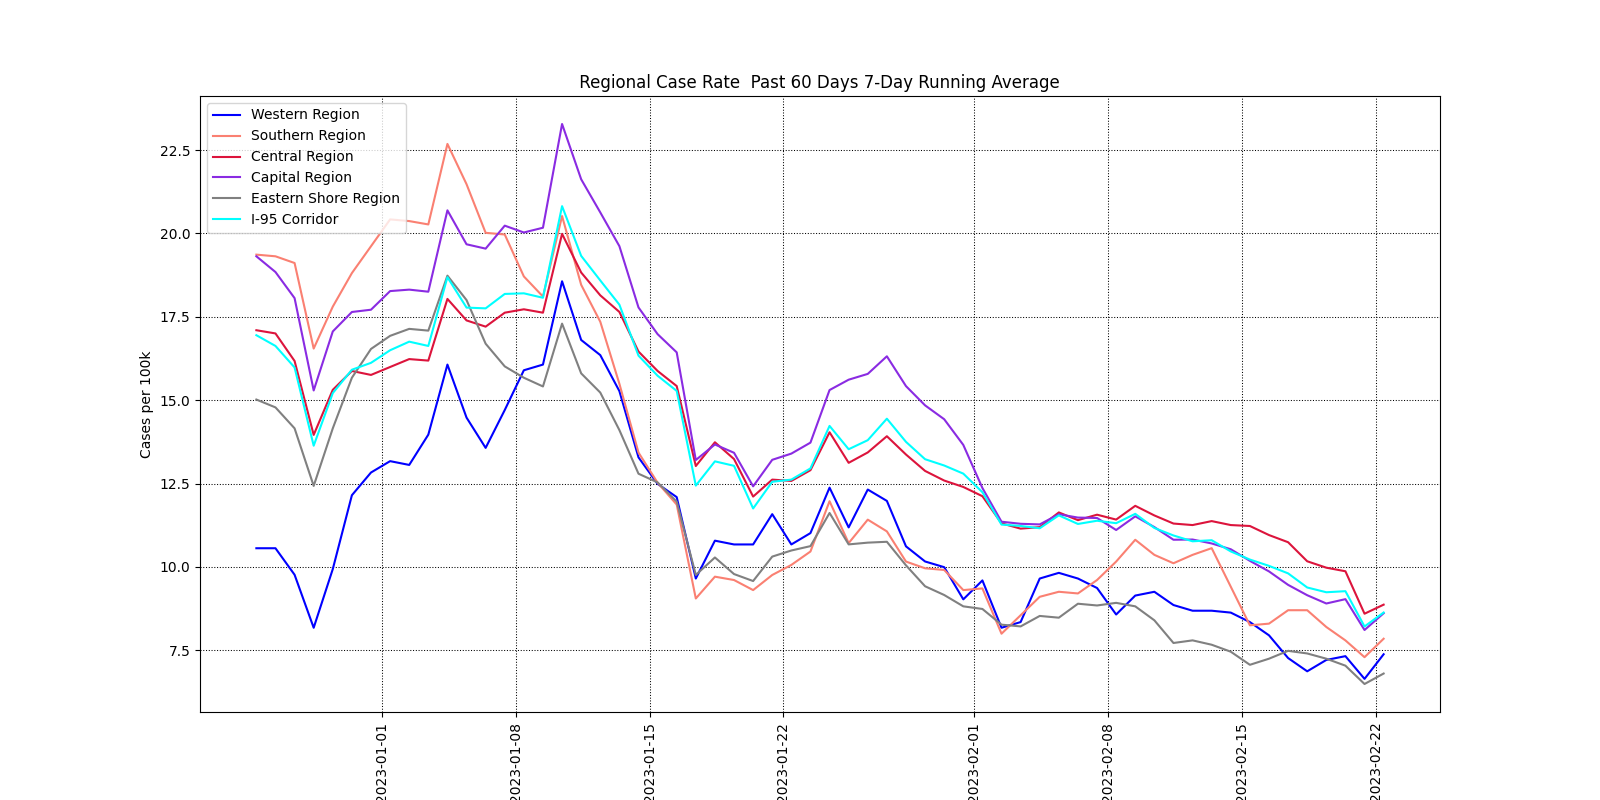 Regional Case Rate  Past 60 Days 7-Day Running Average
Western Region
Southern Region
Central Region
Capital Region
Eastern Shore Region
I-95 Corridor
22.5
20.0
17.5
15.0
12.5
10.0
7.5
Cases per 100k
2023-01-01
2023-01-08
2023-01-15
2023-01-22
2023-02-01
2023-02-08
2023-02-15
2023-02-22